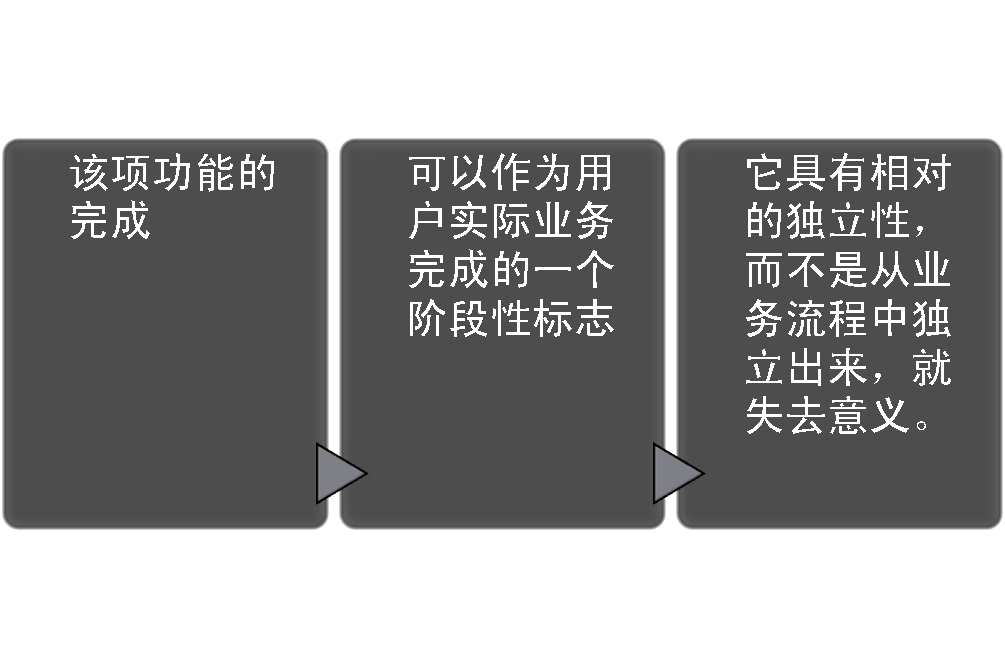 该项功能的
完成
可以作为用
户实际业务
完成的一个
阶段性标志
它具有相对
的独立性，
而不是从业
务流程中独
立出来，就
失去意义。